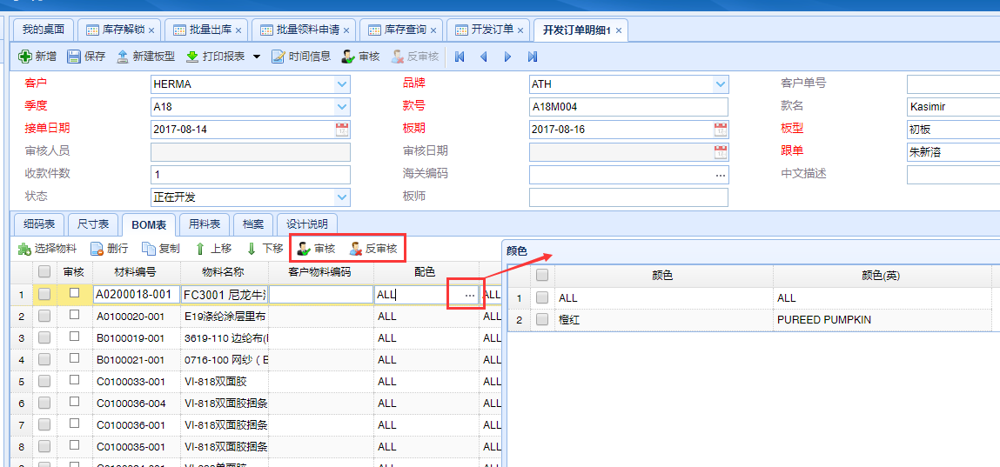 我的桌面 库存解锁 × 批量出库 × 批量领料申请 × 库存查询 × 开发订单 × 开发订单明细1 ×
新增 保存 新建板型 打印报表 时间信息 审核 反审核
客户 HERMA 品牌 ATH 客户单号
季度 A18 款号 A18M004 款名 Kasimir
接单日期 2017-08-14 板期 2017-08-16 板型 初板
审核人员 审核日期 跟单 朱新溶
收款件数 1 海关编码 ... 中文描述
状态 正在开发 板师
细码表 尺寸表 BOM表 用料表 档案 设计说明
选择物料 删行 复制 上移 下移 审核 反审核
审核 材料编号 物料名称 客户物料编码 配色
1 A0200018-001 FC3001 尼龙牛 ALL ... ALL
2 A0100020-001 E19涤纶涂层里布 ALL ALL
3 B0100019-001 3619-110 边纶布( ALL ALL
4 B0100021-001 0716-100 网纱（E ALL ALL
5 C0100033-001 VI-818双面胶 ALL ALL
6 C0100036-004 VI-818双面胶捆条 ALL ALL
7 C0100036-001 VI-818双面胶捆条 ALL ALL
8 C0100035-001 VI-818双面胶捆条 ALL ALL
颜色
颜色 颜色(英)
1 ALL ALL
2 橙红 PUREED PUMPKIN